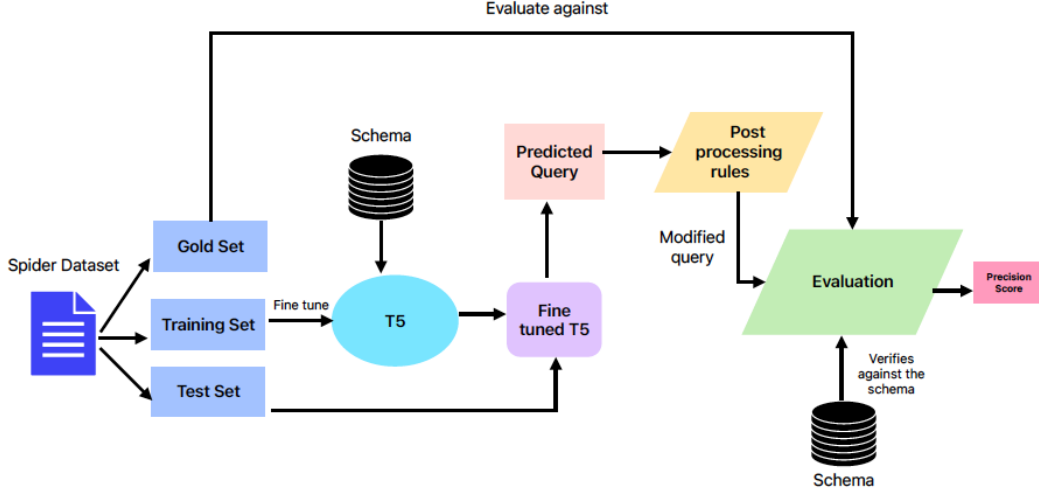 Evaluate against
Schema
Predicted
Query
Post
processing
rules
Gold Set
Spider Dataset
Modified
query
Evaluation
Precision
Score
Training Set
Fine tune
T5
Fine
tuned T5
Test Set
Verifies
against the
schema
Schema